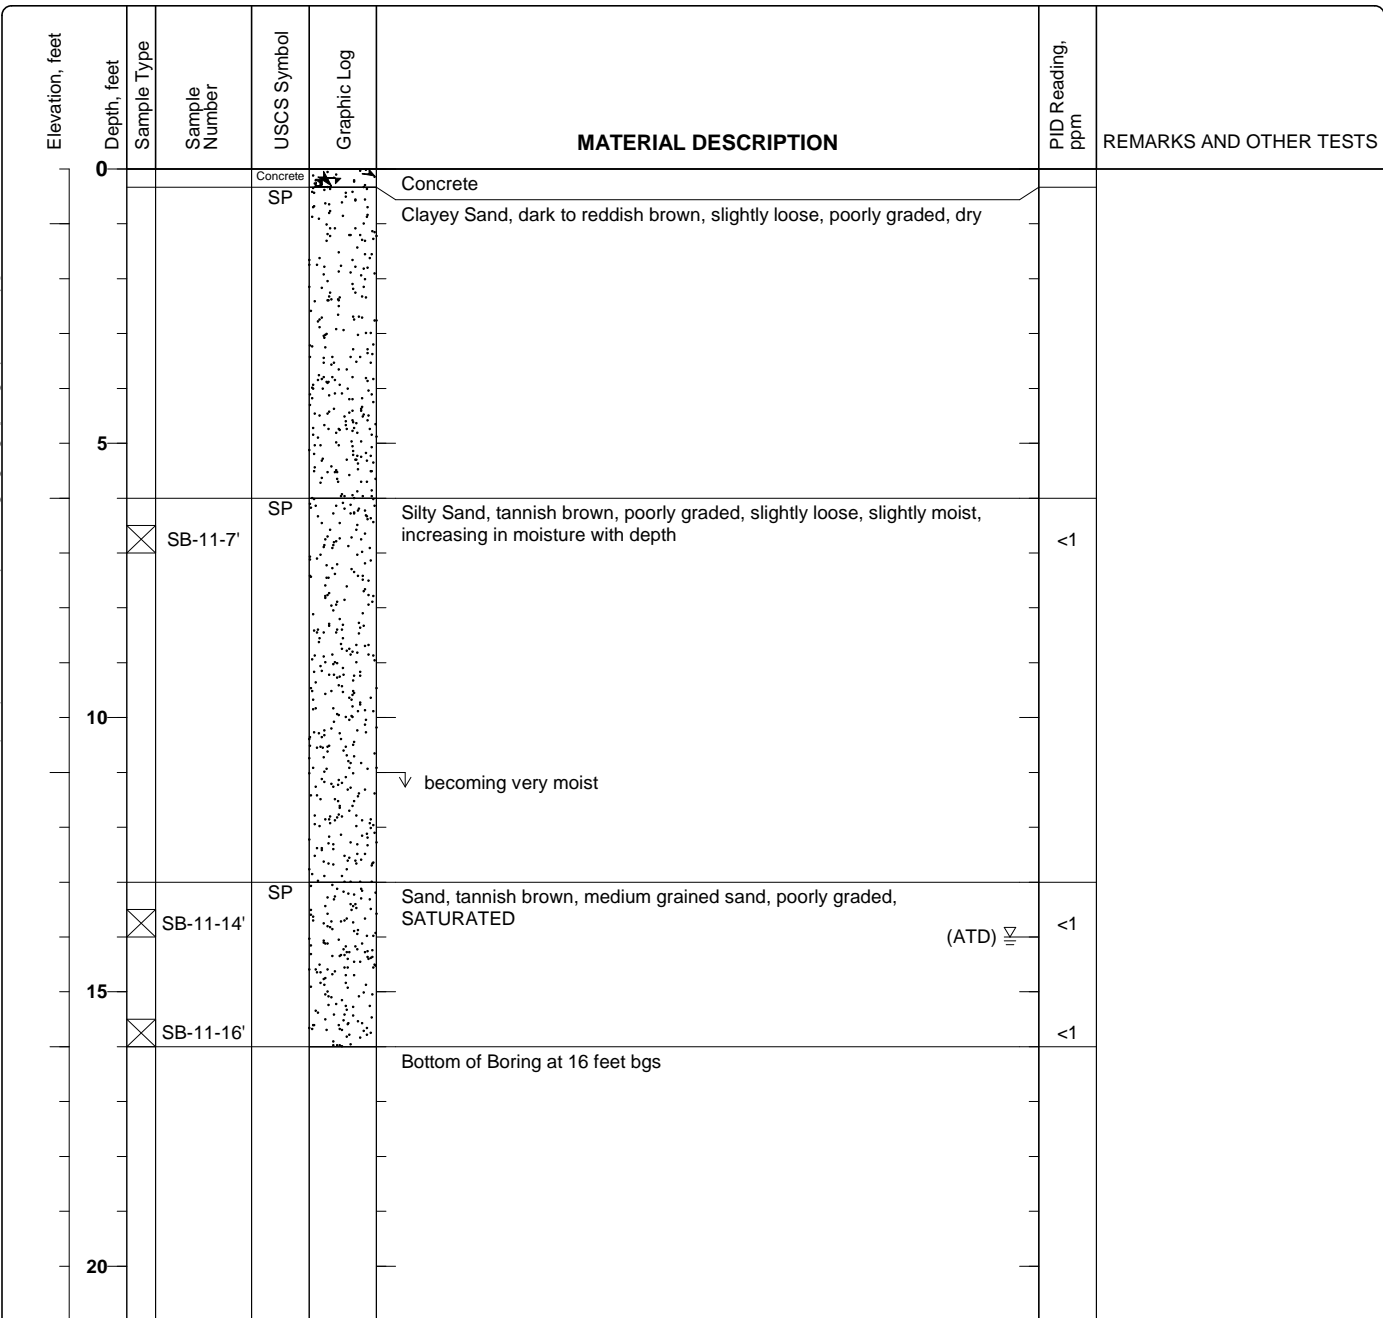 Elevation, feet
Depth, feet
Sample Type
Sample
Number
USCS Symbol
Graphic Log
MATERIAL DESCRIPTION
PID Reading,
ppm
REMARKS AND OTHER TESTS
0
Concrete
Concrete
SP
Clayey Sand, dark to reddish brown, slightly loose, poorly graded, dry
5
SP
Silty Sand, tannish brown, poorly graded, slightly loose, slightly moist,
increasing in moisture with depth
SB-11-7'
<1
10
becoming very moist
SP
Sand, tannish brown, medium grained sand, poorly graded,
SATURATED
SB-11-14'
<1
(ATD)
15
SB-11-16'
<1
Bottom of Boring at 16 feet bgs
20